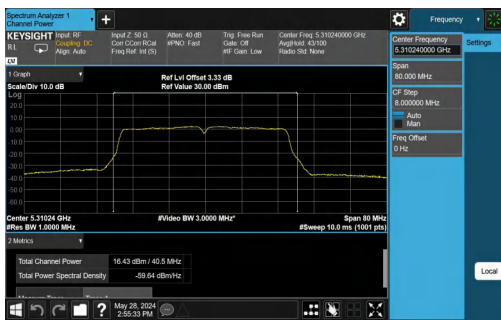 Spectrum Analyzer 1
Channel Power
Frequency
KEYSIGHT
Input: RF
Coupling: DC
Align: Auto
Input Z: 50 Ω
Corr CCorr RCal
Freq Ref: Int (S)
Atten: 40 dB
#PNO: Fast
Trig: Free Run
Gate: Off
#IF Gain: Low
Center Freq: 5.310240000 GHz
Avg|Hold: 43/100
Radio Std: None
RL
LM
Center Frequency
5.310240000 GHz
Settings
Span
80.000 MHz
CF Step
8.000000 MHz
Auto
Man
Freq Offset
0 Hz
1 Graph
Scale/Div 10.0 dB
Ref Lvl Offset 3.33 dB
Ref Value 30.00 dBm
Log
20.0
10.0
0.00
-10.0
-20.0
-30.0
-40.0
-50.0
-60.0
Center 5.31024 GHz
#Res BW 1.0000 MHz
#Video BW 3.0000 MHz*
Span 80 MHz
#Sweep 10.0 ms (1001 pts)
2 Metrics
Total Channel Power 16.43 dBm / 40.5 MHz
Total Power Spectral Density -59.64 dBm/Hz
Local
?
May 28, 2024
2:55:33 PM